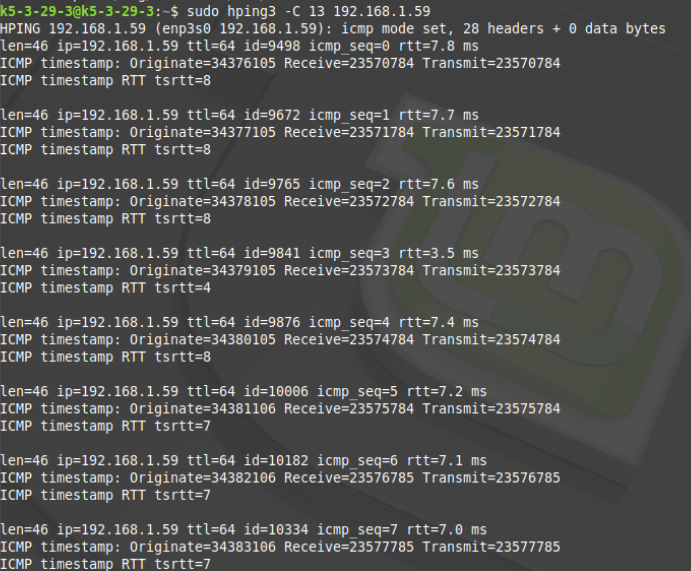 k5-3-29-3@k5-3-29-3:~$ sudo hping3 -C 13 192.168.1.59
HPING 192.168.1.59 (enp3s0 192.168.1.59): icmp mode set, 28 headers + 0 data bytes
len=46 ip=192.168.1.59 ttl=64 id=9498 icmp_seq=0 rtt=7.8 ms
ICMP timestamp: Originate=34376105 Receive=23570784 Transmit=23570784
ICMP timestamp RTT tsrtt=8
len=46 ip=192.168.1.59 ttl=64 id=9672 icmp_seq=1 rtt=7.7 ms
ICMP timestamp: Originate=34377105 Receive=23571784 Transmit=23571784
ICMP timestamp RTT tsrtt=8
len=46 ip=192.168.1.59 ttl=64 id=9765 icmp_seq=2 rtt=7.6 ms
ICMP timestamp: Originate=34378105 Receive=23572784 Transmit=23572784
ICMP timestamp RTT tsrtt=8
len=46 ip=192.168.1.59 ttl=64 id=9841 icmp_seq=3 rtt=3.5 ms
ICMP timestamp: Originate=34379105 Receive=23573784 Transmit=23573784
ICMP timestamp RTT tsrtt=4
len=46 ip=192.168.1.59 ttl=64 id=9876 icmp_seq=4 rtt=7.4 ms
ICMP timestamp: Originate=34380105 Receive=23574784 Transmit=23574784
ICMP timestamp RTT tsrtt=8
len=46 ip=192.168.1.59 ttl=64 id=10006 icmp_seq=5 rtt=7.2 ms
ICMP timestamp: Originate=34381106 Receive=23575784 Transmit=23575784
ICMP timestamp RTT tsrtt=7
len=46 ip=192.168.1.59 ttl=64 id=10182 icmp_seq=6 rtt=7.1 ms
ICMP timestamp: Originate=34382106 Receive=23576785 Transmit=23576785
ICMP timestamp RTT tsrtt=7
len=46 ip=192.168.1.59 ttl=64 id=10334 icmp_seq=7 rtt=7.0 ms
ICMP timestamp: Originate=34383106 Receive=23577785 Transmit=23577785
ICMP timestamp RTT tsrtt=7